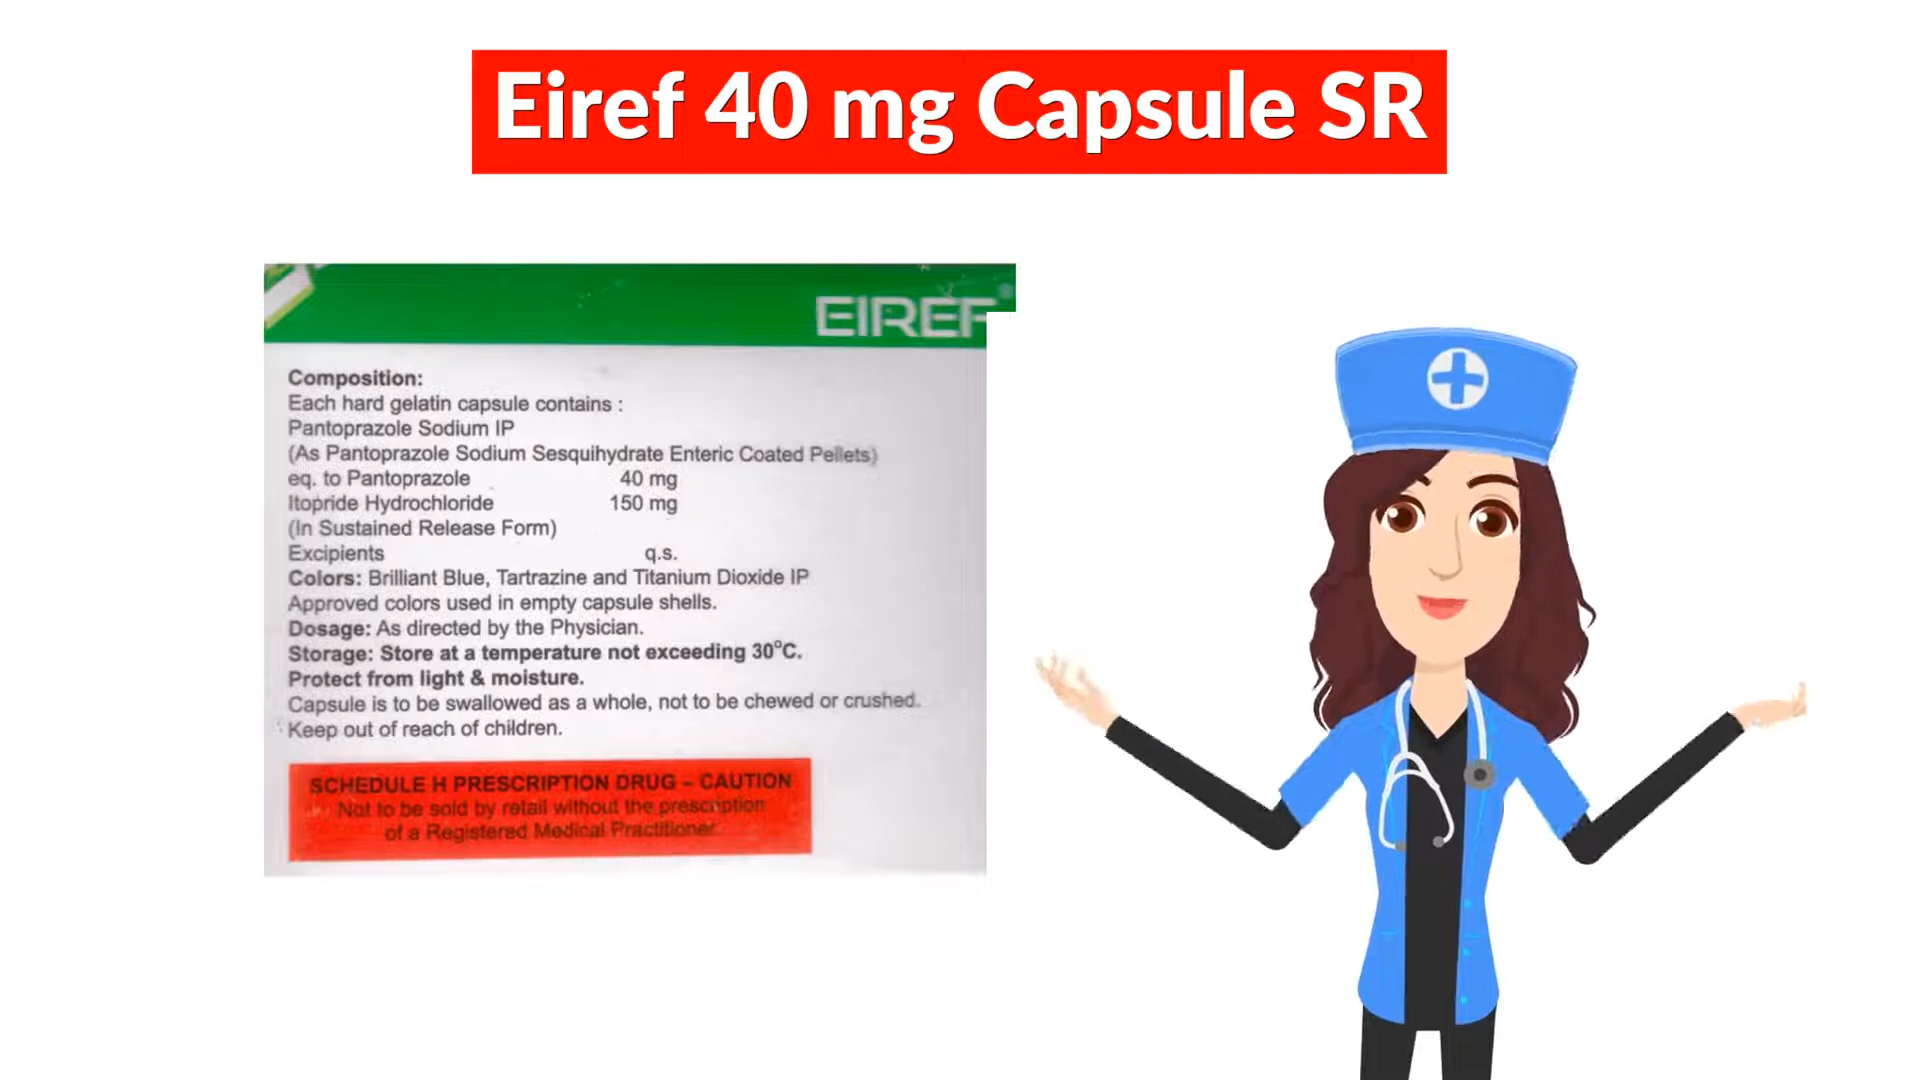 Eiref 40 mg Capsule SR
EIREF®
Composition:
Each hard gelatin capsule contains :
Pantoprazole Sodium IP
(As Pantoprazole Sodium Sesquihydrate Enteric Coated Pellets)
eq. to Pantoprazole 40 mg
Itopride Hydrochloride 150 mg
(In Sustained Release Form)
Excipients q.s.
Colors: Brilliant Blue, Tartrazine and Titanium Dioxide IP
Approved colors used in empty capsule shells.
Dosage: As directed by the Physician.
Storage: Store at a temperature not exceeding 30°C.
Protect from light & moisture.
Capsule is to be swallowed as a whole, not to be chewed or crushed.
Keep out of reach of children.
SCHEDULE H PRESCRIPTION DRUG – CAUTION
Not to be sold by retail without the prescription
of a Registered Medical Practitioner.